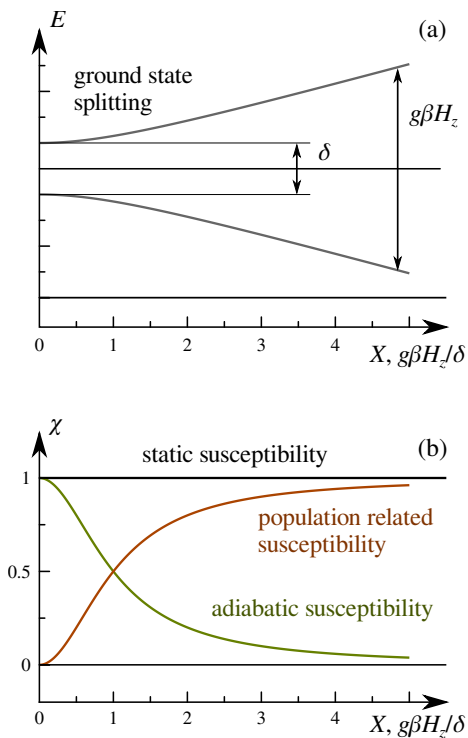 E
(a)
ground state
splitting
gβH_z
δ
0 1 2 3 4
X, gβH_z/δ
χ
(b)
static susceptibility
1
population related
susceptibility
0.5
adiabatic susceptibility
0
0 1 2 3 4
X, gβH_z/δ